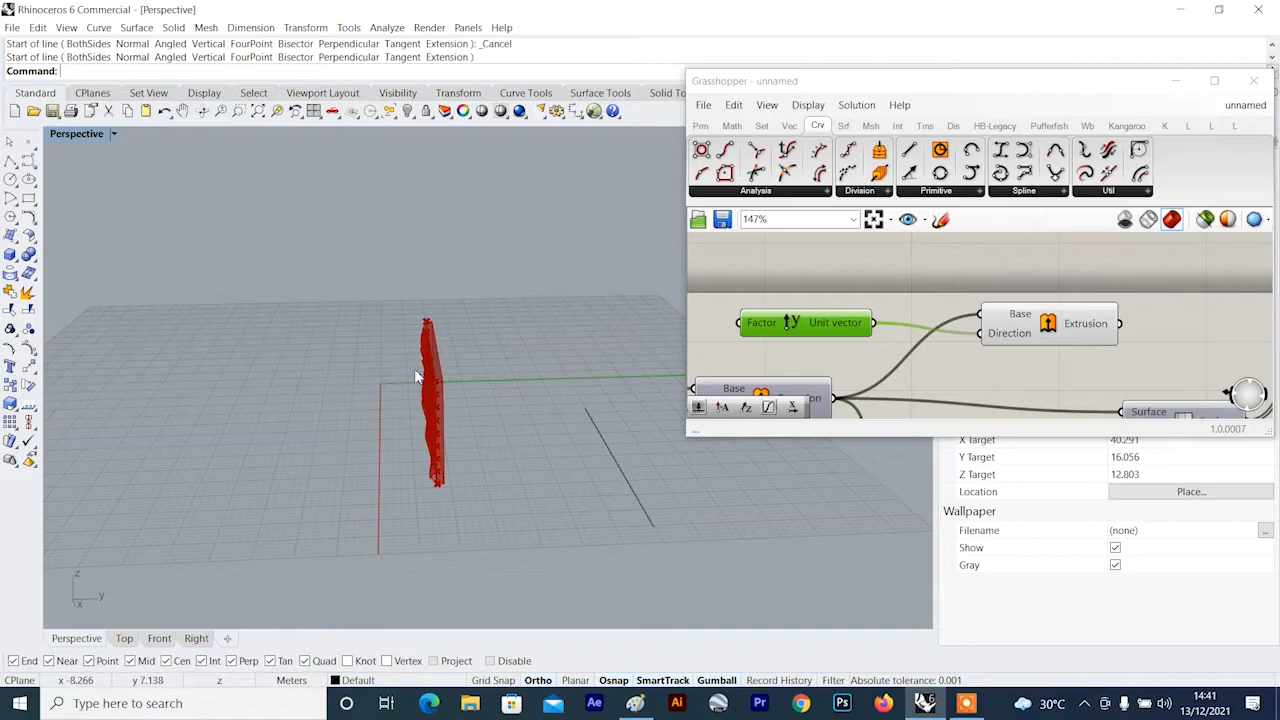 Rhinoceros 6 Commercial - [Perspective]
File Edit View Curve Surface Solid Mesh Dimension Transform Tools Analyze Render Panels Help
Start of line ( BothSides Normal Angled Vertical FourPoint Bisector Perpendicular Tangent Extension ): _Cancel
Start of line ( BothSides Normal Angled Vertical FourPoint Bisector Perpendicular Tangent Extension )
Command:
Standard CPlanes Set View Display Select Viewport Layout Visibility Transform Curve Tools Surface Tools Solid To
Perspective
Grasshopper - unnamed
File Edit View Display Solution Help unnamed
Prm Math Set Vec Crv Srf Msh Int Tms Dis HB-Legacy Pufferfish Wb Kangaroo K L L L
Analysis Division Primitive Spline Util
147%
Factor y Unit vector
Base
Direction
Extrusion
Base
on
Surface
...
1.0.0007
X Target 40.291
Y Target 16.056
Z Target 12.803
Location Place...
Wallpaper
Filename (none) ...
Show
Gray
z
y
x
Perspective Top Front Right
End Near Point Mid Cen Int Perp Tan Quad Knot Vertex Project Disable
CPlane x -8.266 y 7.138 z Meters Default Grid Snap Ortho Planar Osnap SmartTrack Gumball Record History Filter Absolute tolerance: 0.001
Type here to search
30°C
14:41
13/12/2021